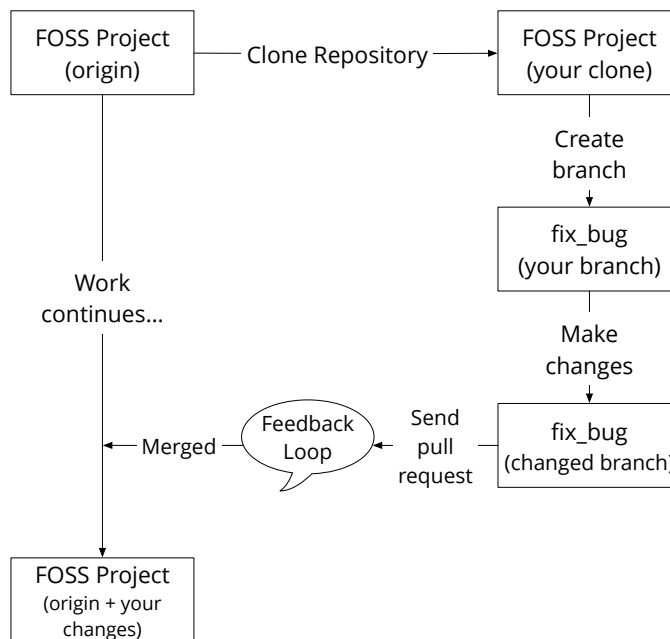 FOSS Project
(origin)
Clone Repository
FOSS Project
(your clone)
Create
branch
fix_bug
(your branch)
Work
continues...
Make
changes
fix_bug
(changed branch)
Send
pull
request
Feedback
Loop
Merged
FOSS Project
(origin + your
changes)